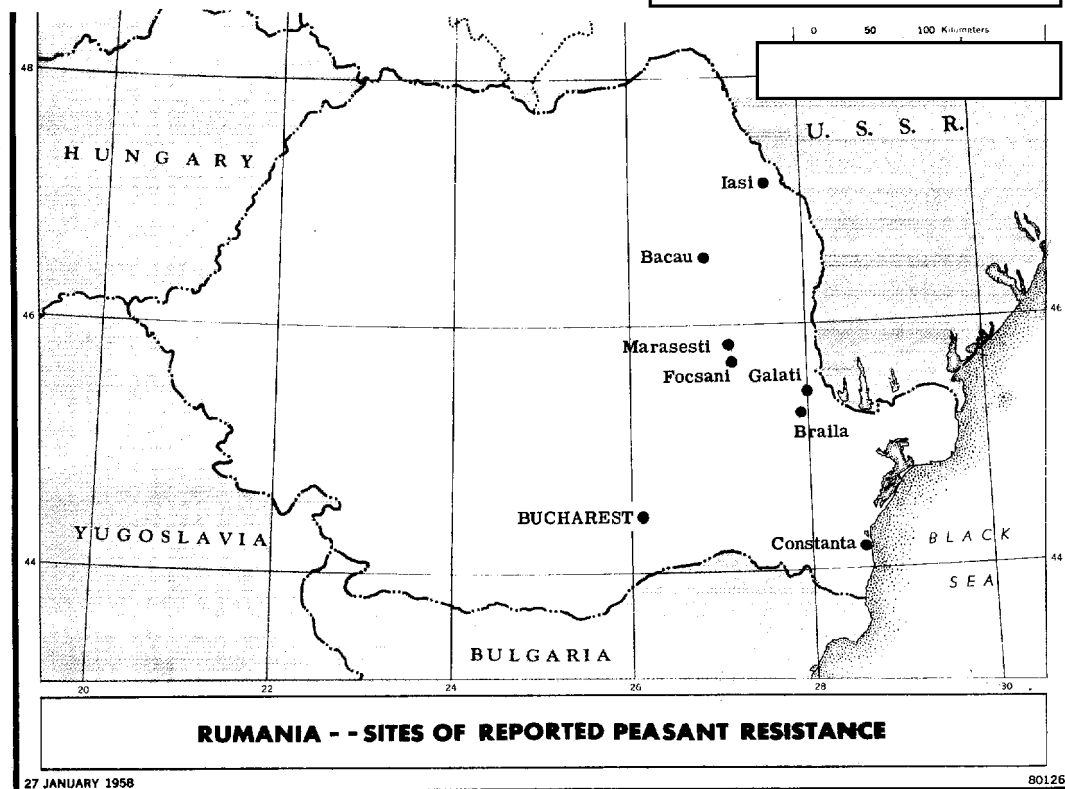 0 50 100 Kilometers
48
U. S. S. R.
HUNGARY
Iasi
Bacau
46
46
Marasesti
Focsani
Galati
Braila
BUCHAREST
YUGOSLAVIA
Constanta
BLACK
SEA
44
44
BULGARIA
20 22 24 26 28 30
RUMANIA - - SITES OF REPORTED PEASANT RESISTANCE
27 JANUARY 1958
80126